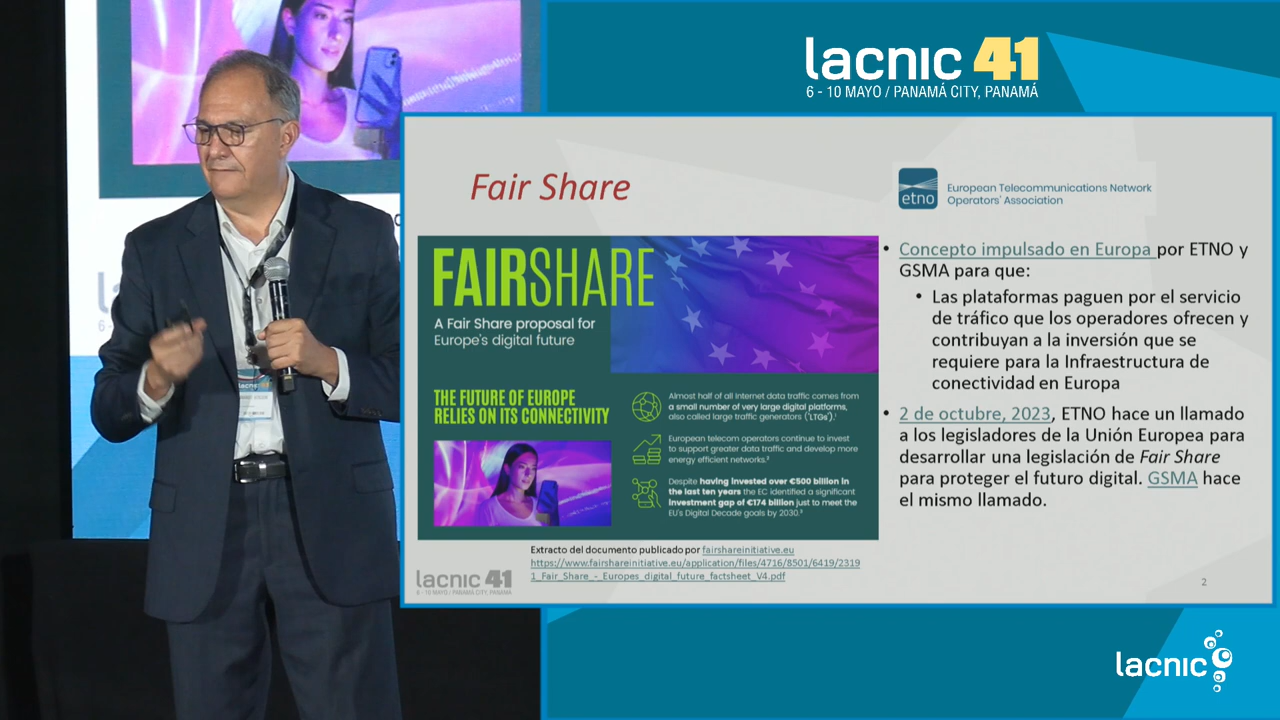 lacnic 41
6 - 10 MAYO / PANAMÁ CITY, PANAMÁ
Fair Share
etno
European Telecommunications Network
Operators' Association
FAIRSHARE
A Fair Share proposal for
Europe's digital future
THE FUTURE OF EUROPE
RELIES ON ITS CONNECTIVITY
Almost half of all Internet data traffic comes from
a small number of very large digital platforms,
also called large traffic generators ('LTGs').¹
European telecom operators continue to invest
to support greater data traffic and develop more
energy efficient networks.²
Despite having invested over €500 billion in
the last ten years the EC identified a significant
investment gap of €174 billion just to meet the
EU's Digital Decade goals by 2030.³
Extracto del documento publicado por fairshareinitiative.eu
https://www.fairshareinitiative.eu/application/files/4716/8501/6419/2319
1_Fair_Share_-_Europes_digital_future_factsheet_V4.pdf
• Concepto impulsado en Europa por ETNO y
GSMA para que:
• Las plataformas paguen por el servicio
de tráfico que los operadores ofrecen y
contribuyan a la inversión que se
requiere para la Infraestructura de
conectividad en Europa
• 2 de octubre, 2023, ETNO hace un llamado
a los legisladores de la Unión Europea para
desarrollar una legislación de Fair Share
para proteger el futuro digital. GSMA hace
el mismo llamado.
lacnic 41
6 - 10 MAYO / PANAMÁ CITY, PANAMÁ
2
lacnic